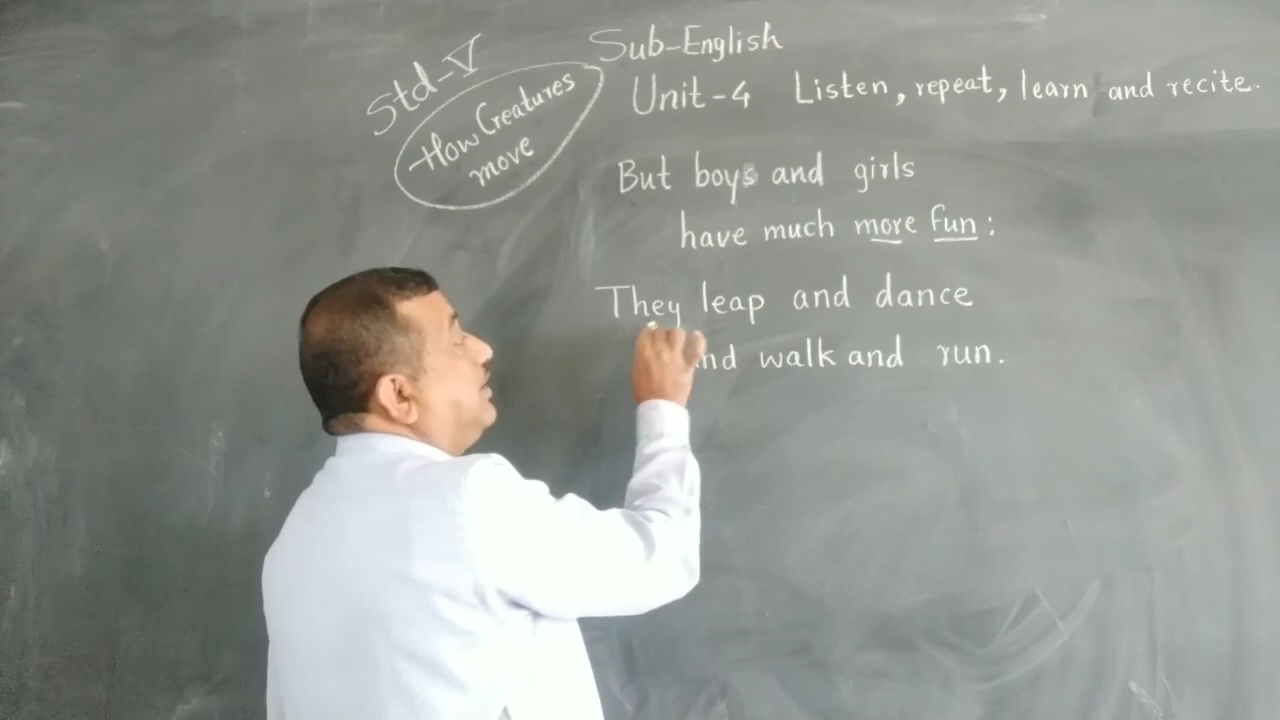 Std-V
Sub-English
How Creatures
move
Unit-4 Listen, repeat, learn and recite.
But boys and girls
have much more fun:
They leap and dance
and walk and run.